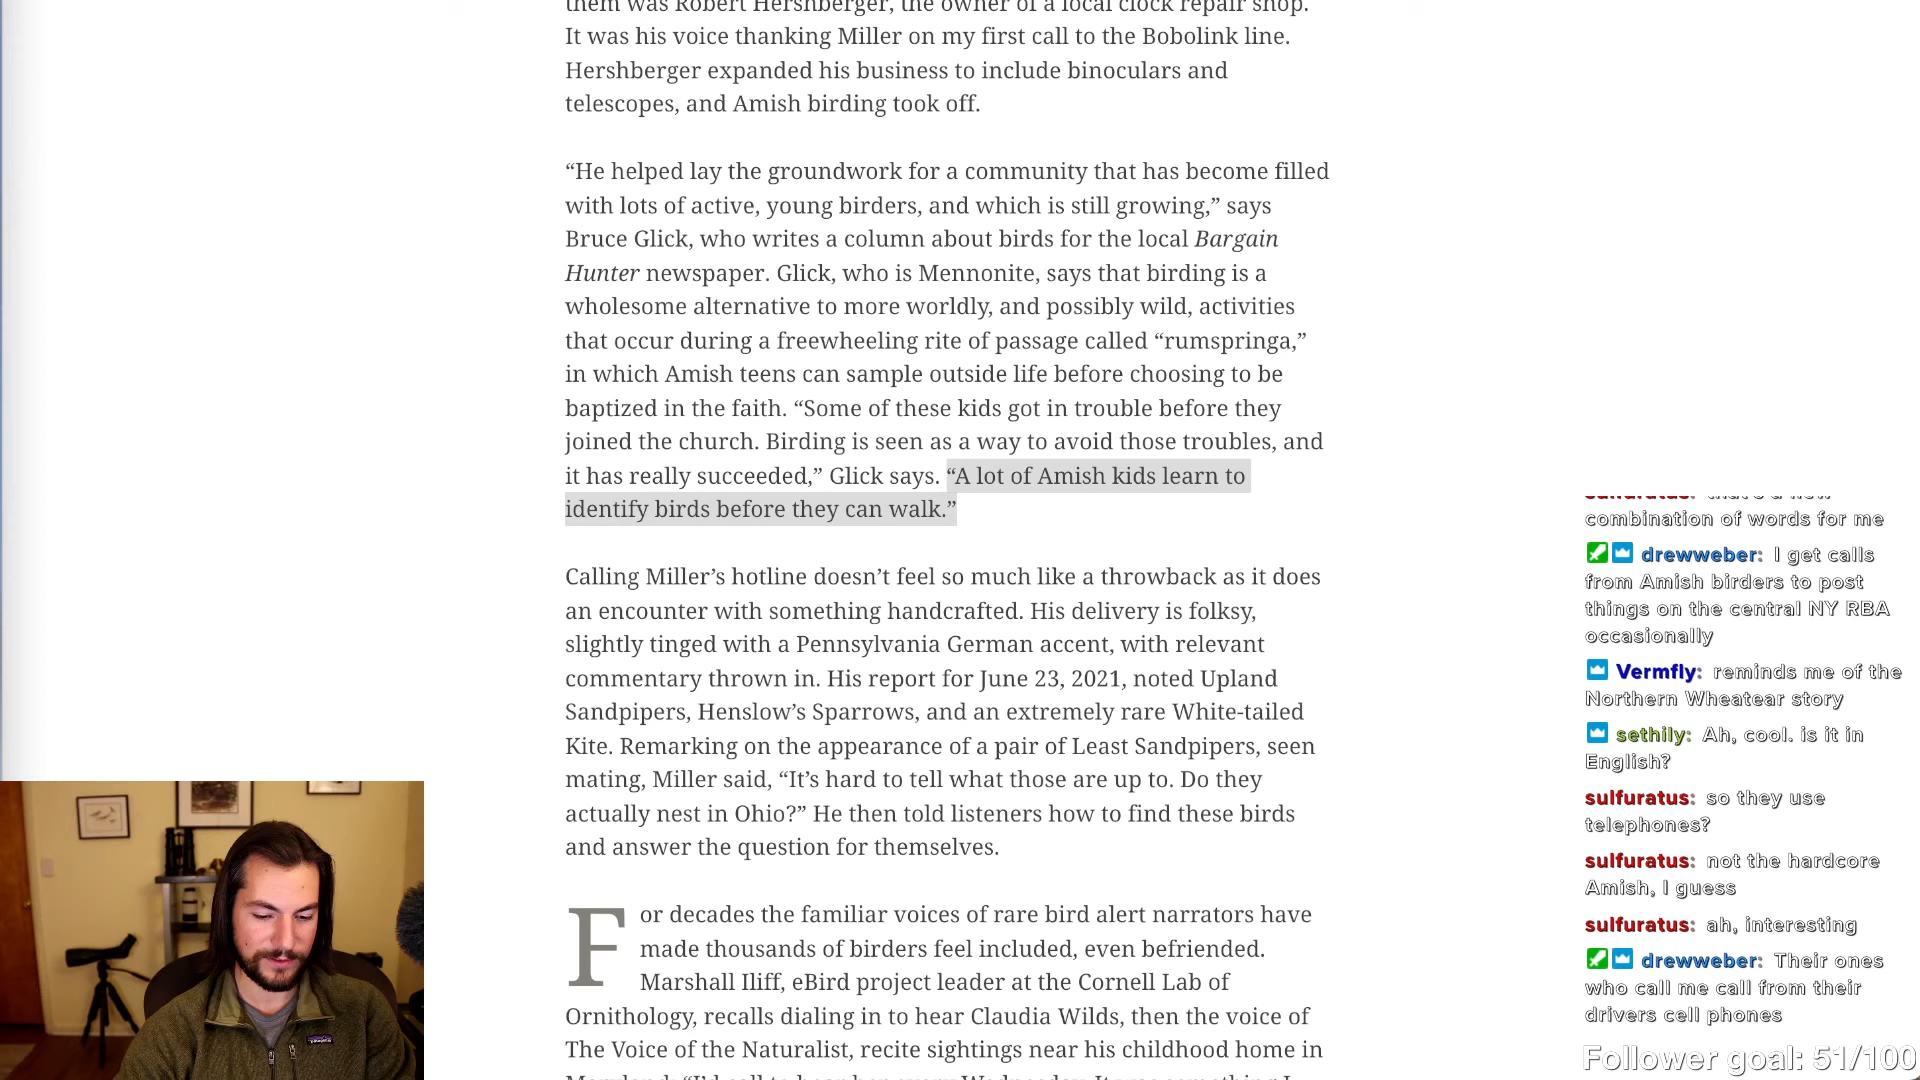 them was Robert Hershberger, the owner of a local clock repair shop.
It was his voice thanking Miller on my first call to the Bobolink line.
Hershberger expanded his business to include binoculars and
telescopes, and Amish birding took off.
“He helped lay the groundwork for a community that has become filled
with lots of active, young birders, and which is still growing,” says
Bruce Glick, who writes a column about birds for the local Bargain
Hunter newspaper. Glick, who is Mennonite, says that birding is a
wholesome alternative to more worldly, and possibly wild, activities
that occur during a freewheeling rite of passage called “rumspringa,”
in which Amish teens can sample outside life before choosing to be
baptized in the faith. “Some of these kids got in trouble before they
joined the church. Birding is seen as a way to avoid those troubles, and
it has really succeeded,” Glick says. “A lot of Amish kids learn to
identify birds before they can walk.”
Calling Miller’s hotline doesn’t feel so much like a throwback as it does
an encounter with something handcrafted. His delivery is folksy,
slightly tinged with a Pennsylvania German accent, with relevant
commentary thrown in. His report for June 23, 2021, noted Upland
Sandpipers, Henslow’s Sparrows, and an extremely rare White-tailed
Kite. Remarking on the appearance of a pair of Least Sandpipers, seen
mating, Miller said, “It’s hard to tell what those are up to. Do they
actually nest in Ohio?” He then told listeners how to find these birds
and answer the question for themselves.
For decades the familiar voices of rare bird alert narrators have
made thousands of birders feel included, even befriended.
Marshall Iliff, eBird project leader at the Cornell Lab of
Ornithology, recalls dialing in to hear Claudia Wilds, then the voice of
The Voice of the Naturalist, recite sightings near his childhood home in
combination of words for me
drewweber: I get calls
from Amish birders to post
things on the central NY RBA
occasionally
Vermfly: reminds me of the
Northern Wheatear story
sethily: Ah, cool. is it in
English?
sulfuratus: so they use
telephones?
sulfuratus: not the hardcore
Amish, I guess
sulfuratus: ah, interesting
drewweber: Their ones
who call me call from their
drivers cell phones
Follower goal: 51/100